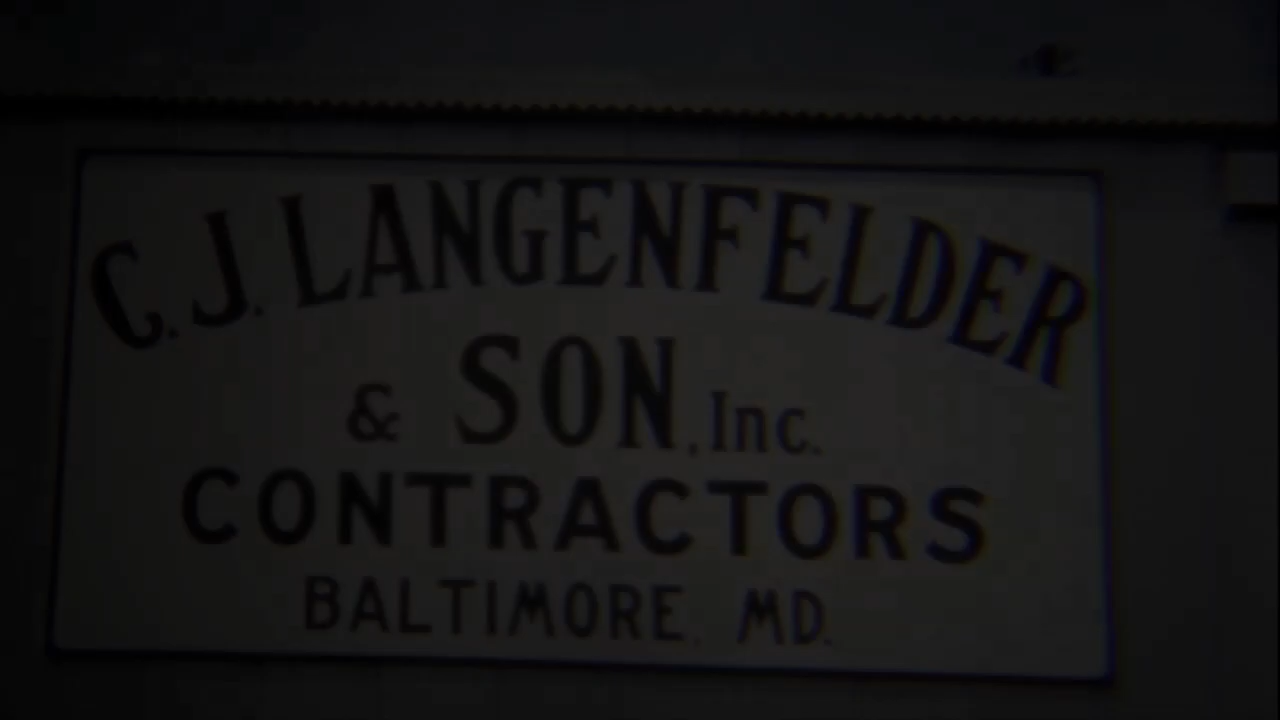 C.J. LANGENFELDER
& SON, Inc.
CONTRACTORS
BALTIMORE, MD.